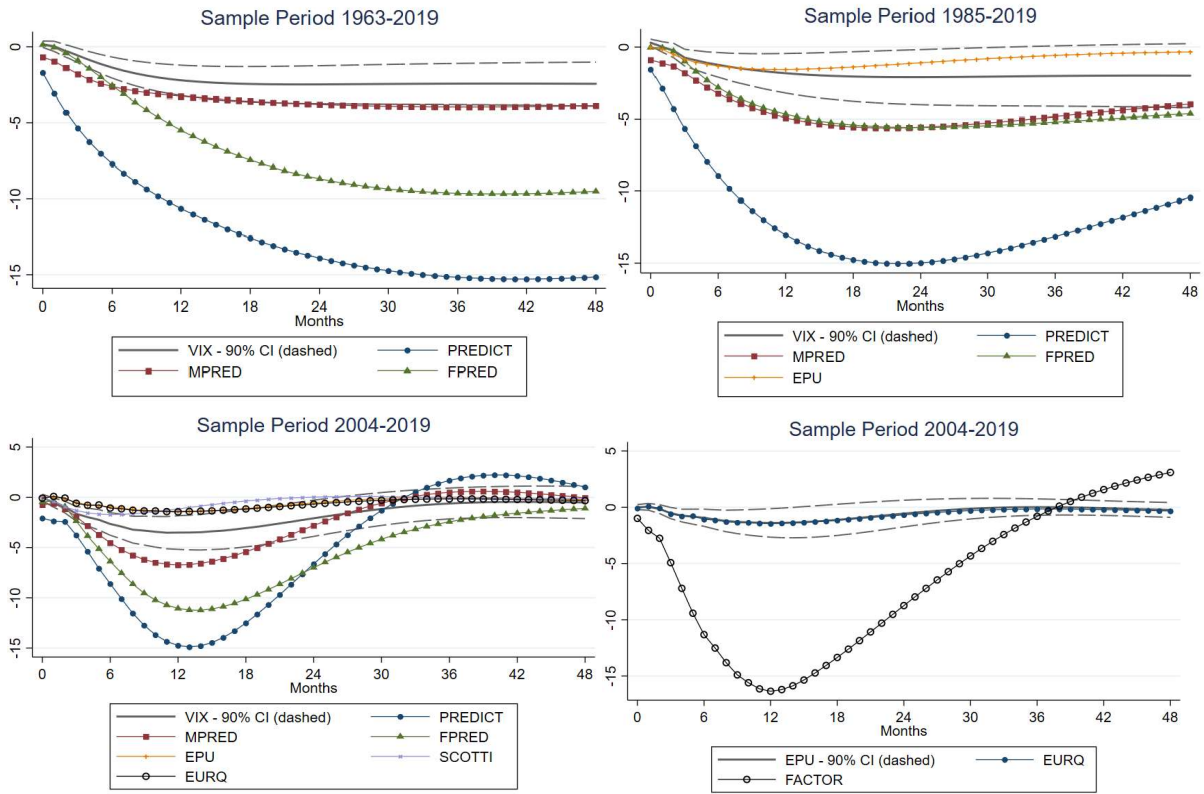 Sample Period 1963-2019
0
-5
-10
-15
0 6 12 18 24 30 36 42 48
Months
VIX - 90% CI (dashed) PREDICT
MPRED FPRED
Sample Period 1985-2019
0
-5
-10
-15
0 6 12 18 24 30 36 42 48
Months
VIX - 90% CI (dashed) PREDICT
MPRED FPRED
EPU
Sample Period 2004-2019
5
0
-5
-10
-15
0 6 12 18 24 30 36 42 48
Months
VIX - 90% CI (dashed) PREDICT
MPRED FPRED
EPU SCOTTI
EURQ
Sample Period 2004-2019
5
0
-5
-10
-15
0 6 12 18 24 30 36 42 48
Months
EPU - 90% CI (dashed) EURQ
FACTOR